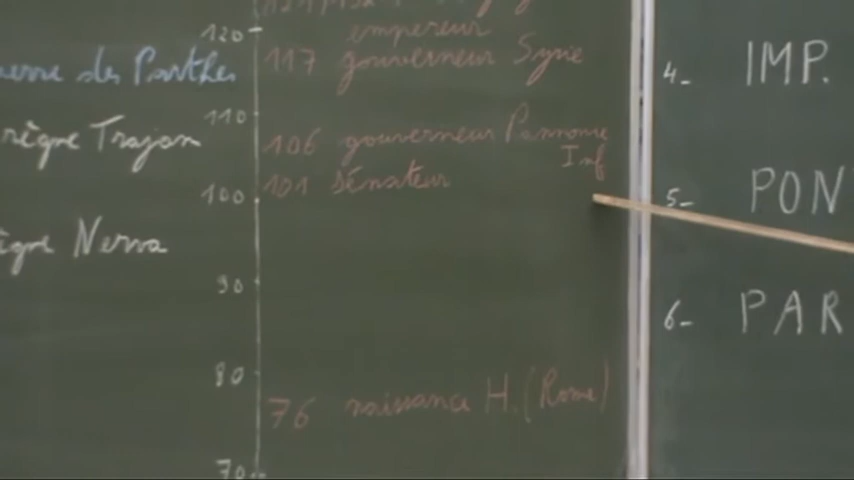 120
empereur
117 gouverneur Syrie
guerre des Parthes
110
règne Trajan
106 gouverneur Pannonie
Inf
101 Sénateur
100
règne Nerva
90
80
76 naissance H. (Rome)
70
4- IMP.
5- PON
6- PAR